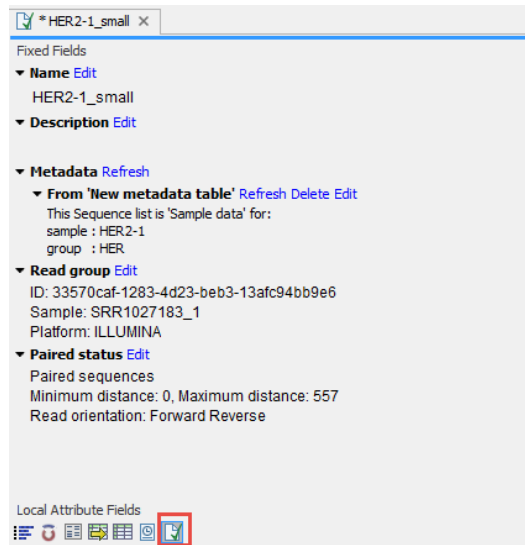 * HER2-1_small
Fixed Fields
Name Edit
HER2-1_small
Description Edit
Metadata Refresh
From 'New metadata table' Refresh Delete Edit
This Sequence list is 'Sample data' for:
sample : HER2-1
group : HER
Read group Edit
ID: 33570caf-1283-4d23-beb3-13afc94bb9e6
Sample: SRR1027183_1
Platform: ILLUMINA
Paired status Edit
Paired sequences
Minimum distance: 0, Maximum distance: 557
Read orientation: Forward Reverse
Local Attribute Fields